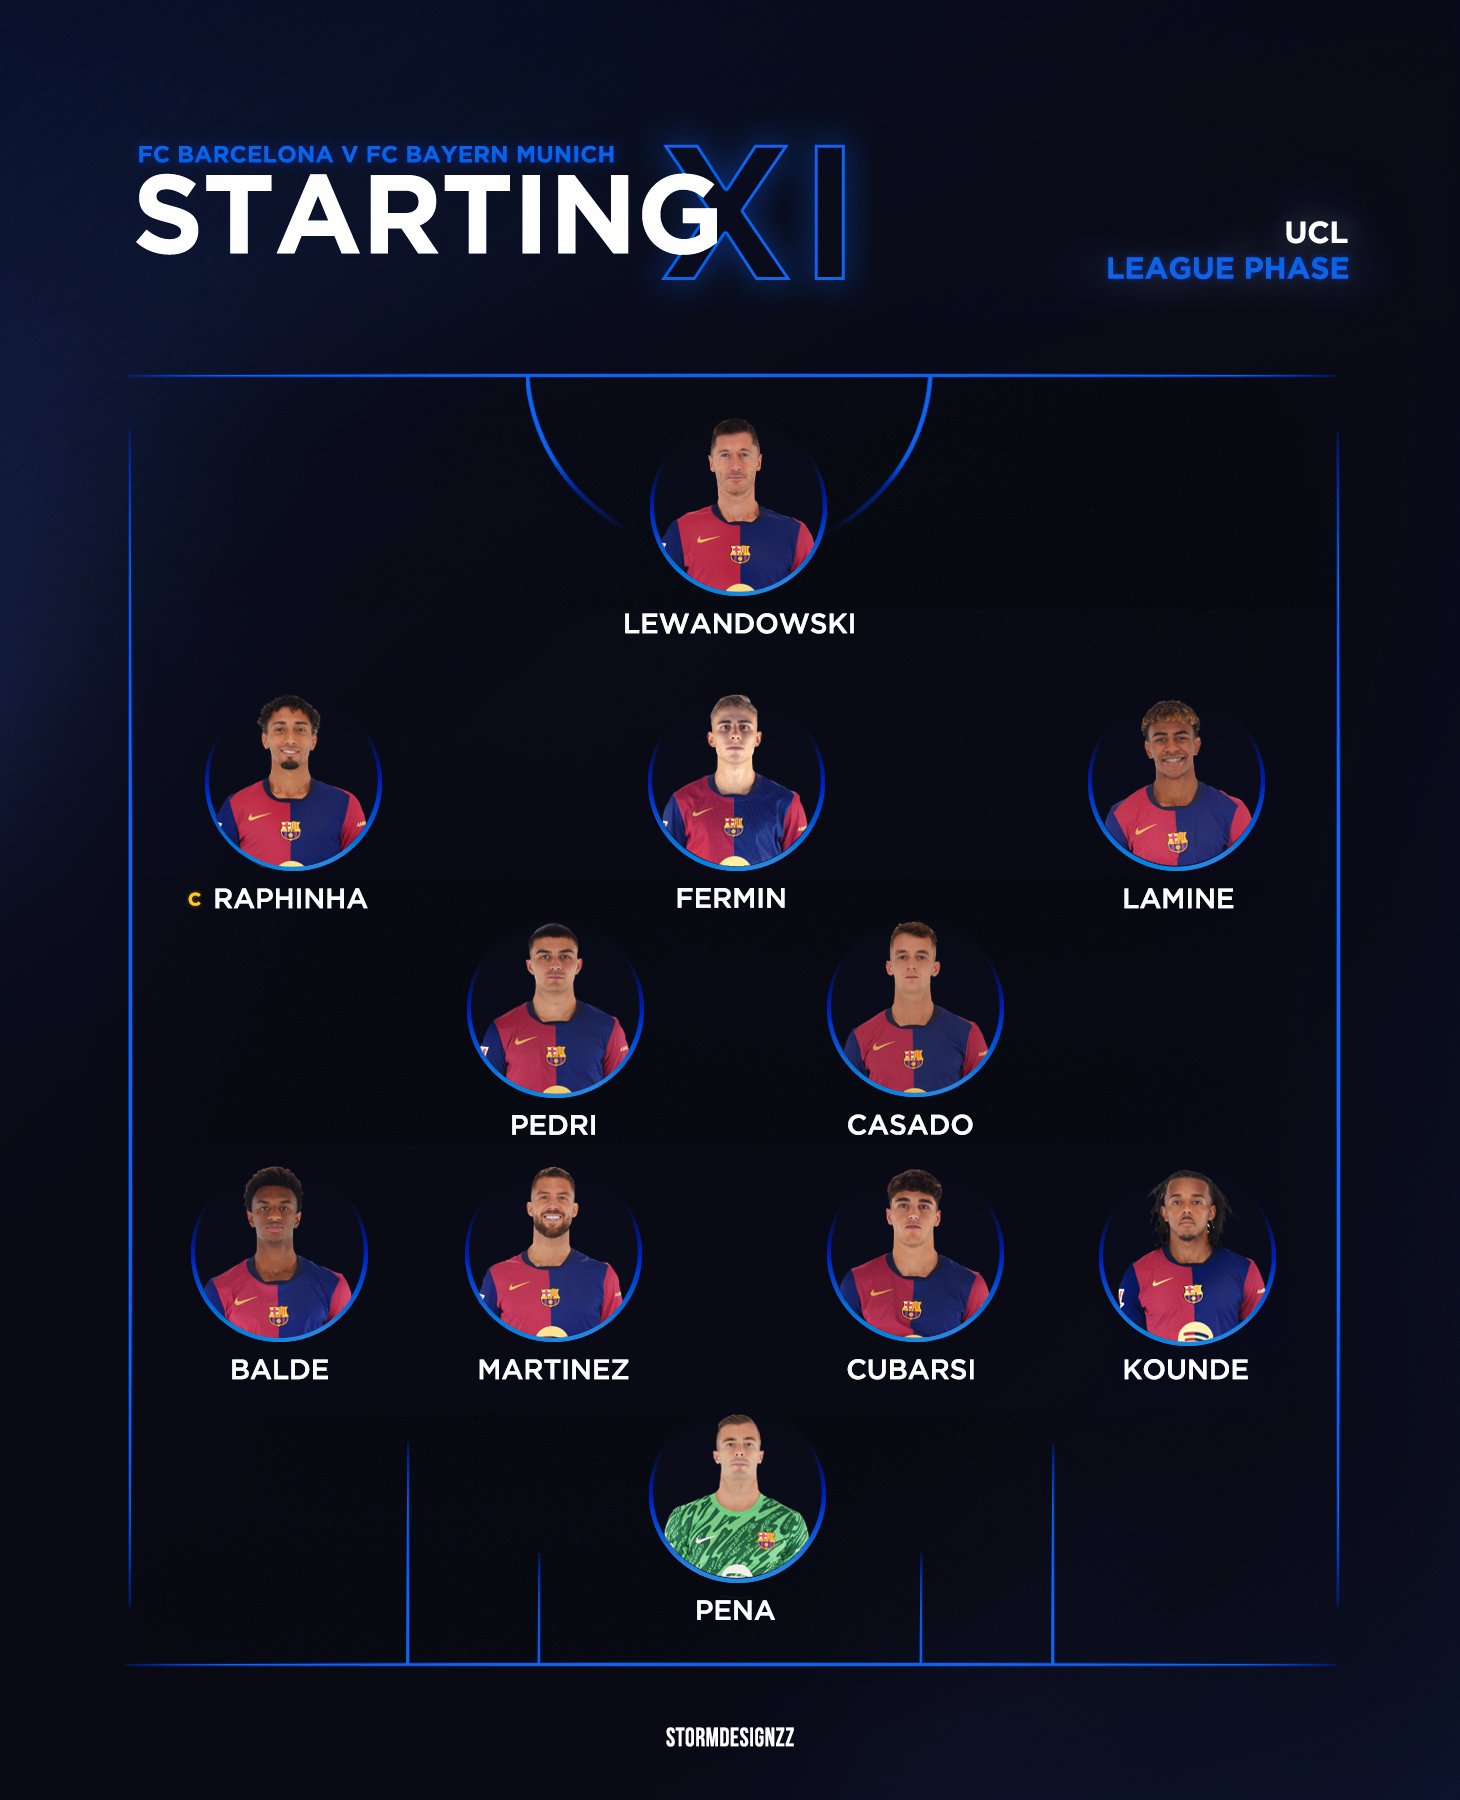 FC BARCELONA V FC BAYERN MUNICH
STARTING XI
UCL
LEAGUE PHASE
LEWANDOWSKI
C RAPHINHA
FERMIN
LAMINE
PEDRI
CASADO
BALDE
MARTINEZ
CUBARSI
KOUNDE
PENA
STORMDESIGNZZ